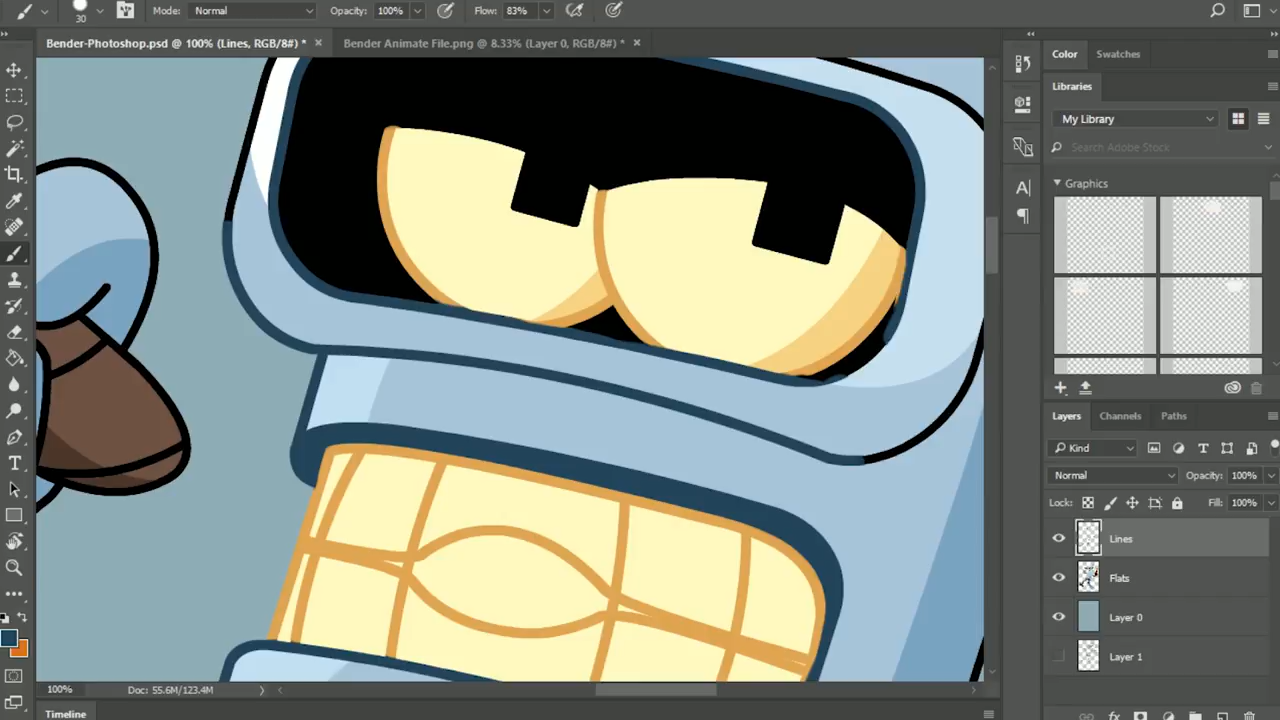 30 Mode: Normal Opacity: 100% Flow: 83%
Bender-Photoshop.psd @ 100% (Lines, RGB/8#) * × Bender Animate File.png @ 8.33% (Layer 0, RGB/8#) * ×
Color Swatches
Libraries
My Library
Search Adobe Stock
Graphics
Layers Channels Paths
Kind
Normal Opacity: 100%
Lock: Fill: 100%
Lines
Flats
Layer 0
Layer 1
100% Doc: 55.6M/123.4M
Timeline